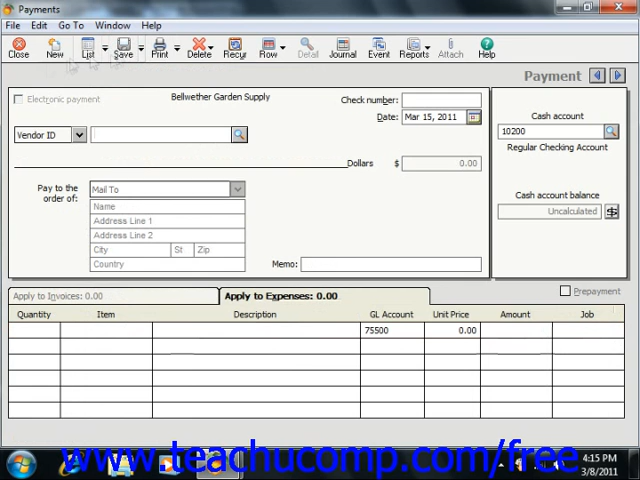 Payments
File Edit Go To Window Help
Close New List Save Print Delete Recur Row Detail Journal Event Reports Attach Help
Payment
Electronic payment
Bellwether Garden Supply
Check number:
Date: Mar 15, 2011
Vendor ID
Dollars $ 0.00
Cash account
10200
Regular Checking Account
Cash account balance
Uncalculated
Pay to the order of:
Mail To
Name
Address Line 1
Address Line 2
City St Zip
Country
Memo:
Apply to Invoices: 0.00
Apply to Expenses: 0.00
Prepayment
Quantity Item Description GL Account Unit Price Amount Job
75500 0.00
www.teachucomp.com/free
4:15 PM
3/8/2011